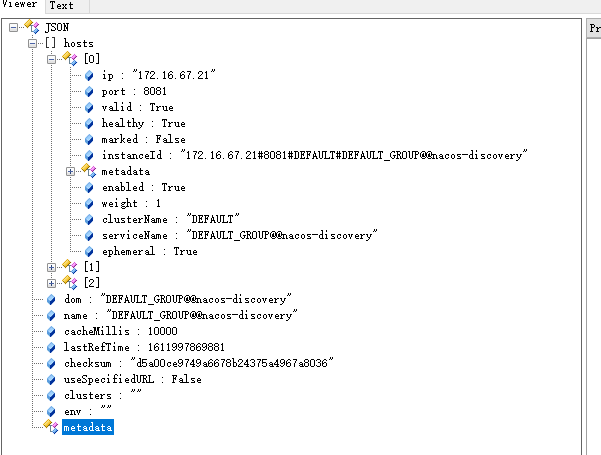 Viewer Text
Pr
JSON
[] hosts
[0]
ip : "172.16.67.21"
port : 8081
valid : True
healthy : True
marked : False
instanceId : "172.16.67.21#8081#DEFAULT#DEFAULT_GROUP@@nacos-discovery"
metadata
enabled : True
weight : 1
clusterName : "DEFAULT"
serviceName : "DEFAULT_GROUP@@nacos-discovery"
ephemeral : True
[1]
[2]
dom : "DEFAULT_GROUP@@nacos-discovery"
name : "DEFAULT_GROUP@@nacos-discovery"
cacheMillis : 10000
lastRefTime : 1611997869881
checksum : "d5a00ce9749a6678b24375a4967a8036"
useSpecifiedURL : False
clusters : ""
env : ""
metadata